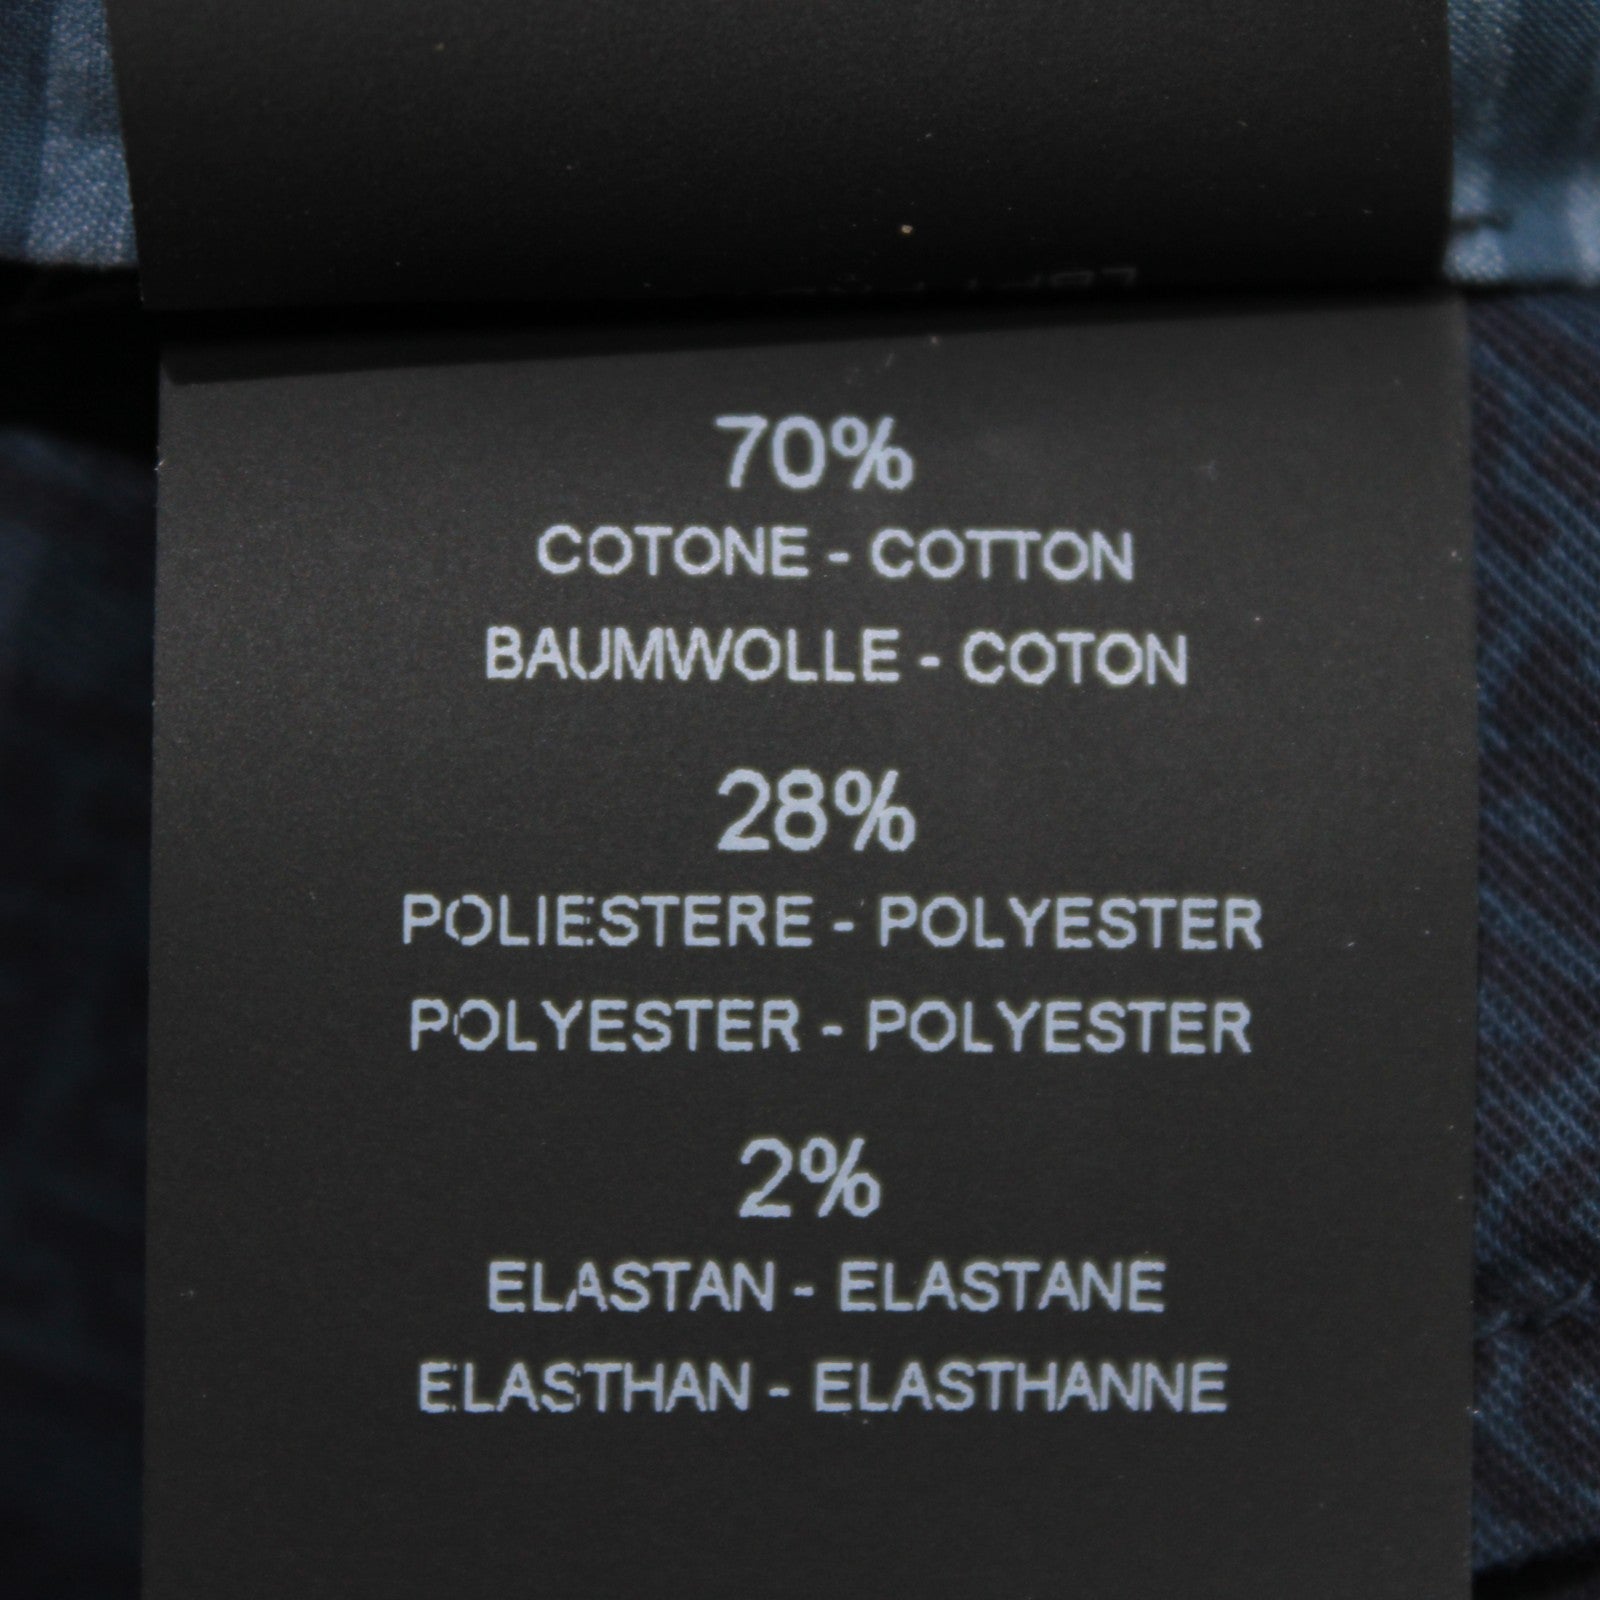 70%
COTONE - COTTON
BAUMWOLLE - COTON
28%
POLIESTERE - POLYESTER
POLYESTER - POLYESTER
2%
ELASTAN - ELASTANE
ELASTHAN - ELASTHANNE